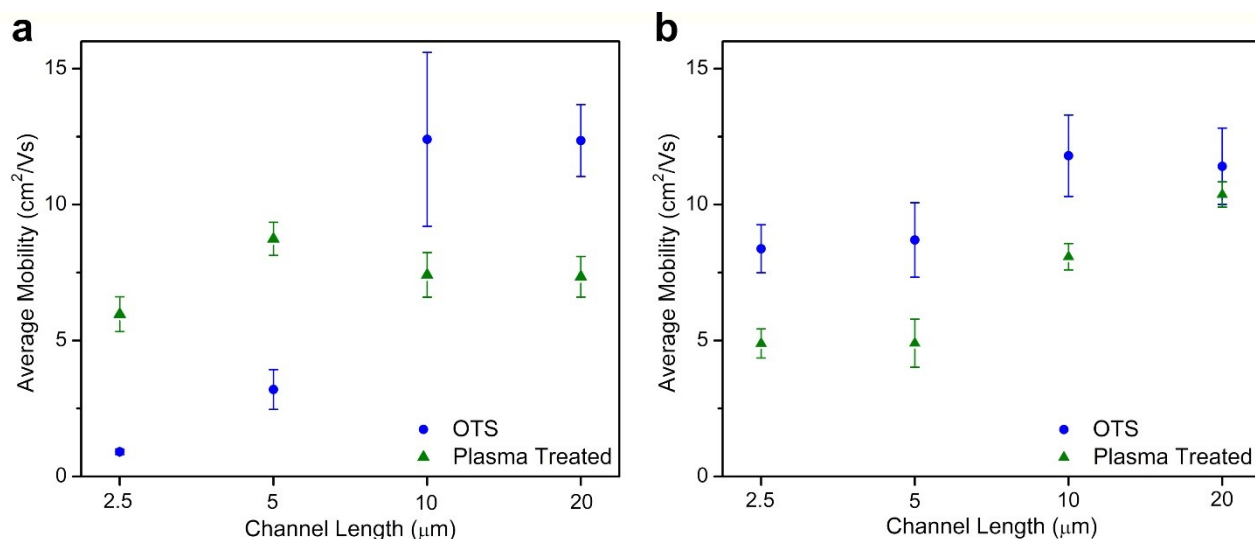 a
15
10
5
0
Average Mobility (cm²/Vs)
OTS
Plasma Treated
2.5 5 10 20
Channel Length (μm)
b
15
10
5
0
Average Mobility (cm²/Vs)
OTS
Plasma Treated
2.5 5 10 20
Channel Length (μm)